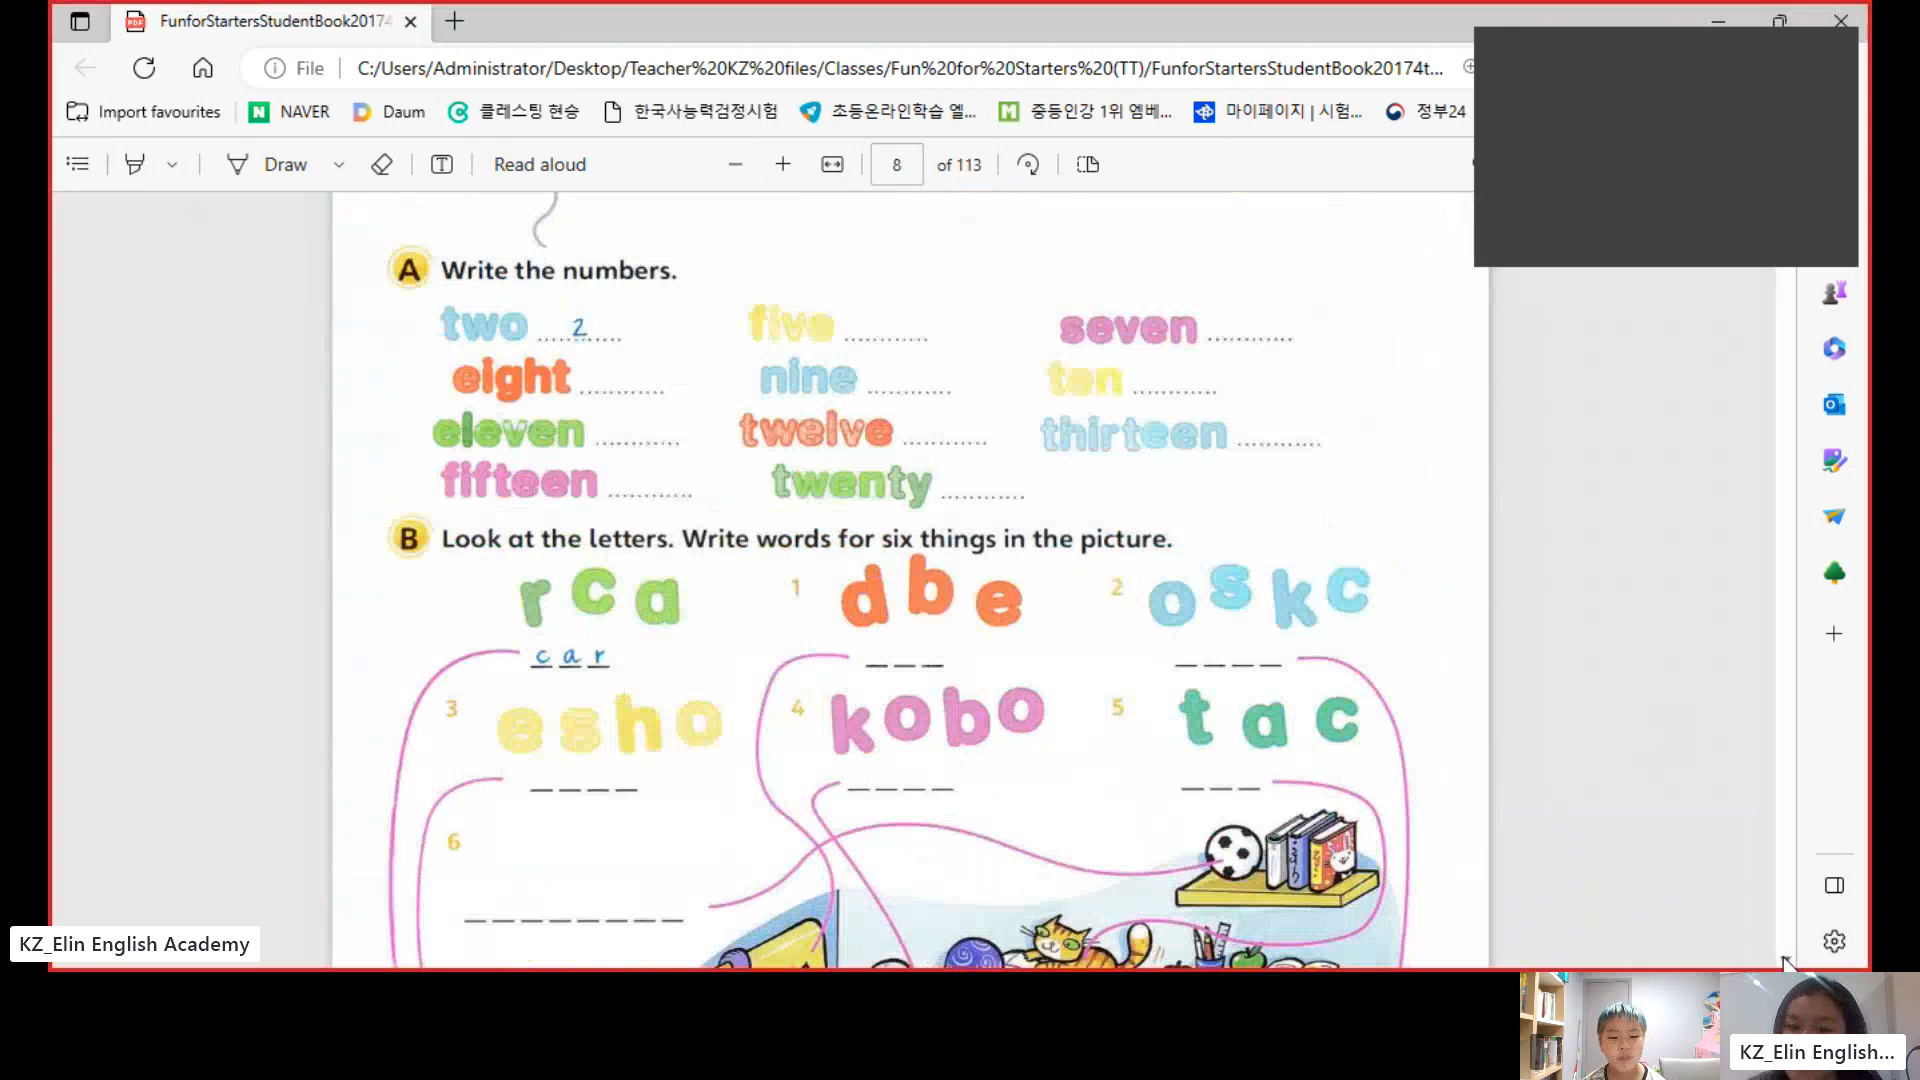 FunforStartersStudentBook20174
File
C:/Users/Administrator/Desktop/Teacher%20KZ%20files/Classes/Fun%20for%20Starters%20(TT)/FunforStartersStudentBook20174t...
Import favourites NAVER Daum 클레스팅 현승 한국사능력검정시험 초등온라인학습 엘... 중등인강 1위 엠베... 마이페이지 | 시험... 정부24
Draw Read aloud 8 of 113
A Write the numbers.
two 2 five seven
eight nine ten
eleven twelve thirteen
fifteen twenty
B Look at the letters. Write words for six things in the picture.
r c a 1 d b e 2 o s k c
c a r
3 e s h o 4 k o b o 5 t a c
6
KZ_Elin English Academy
KZ_Elin English...